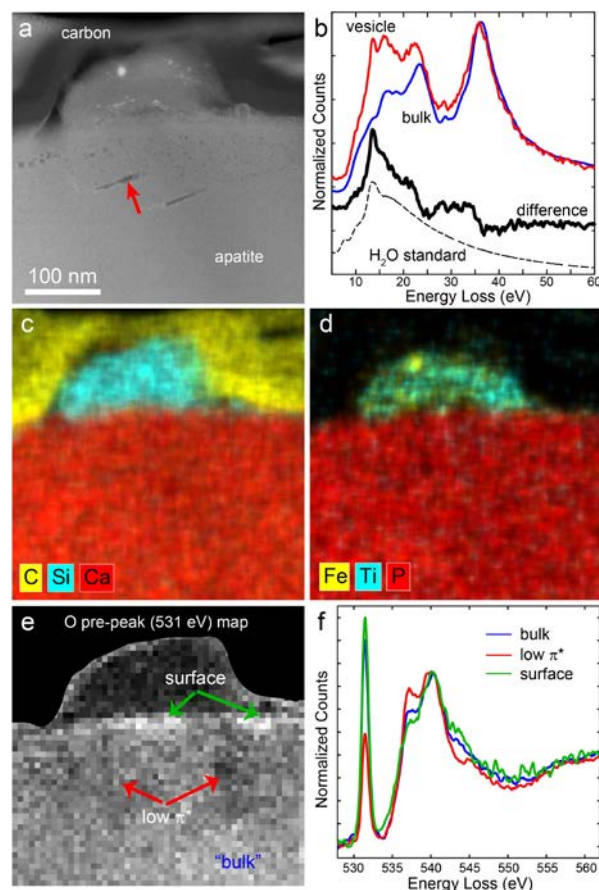 a
carbon
apatite
100 nm
b
vesicle
bulk
difference
H₂O standard
Normalized Counts
10 20 30 40 50 60
Energy Loss (eV)
c
C Si Ca
d
Fe Ti P
e
O pre-peak (531 eV) map
surface
low π*
"bulk"
f
bulk
low π*
surface
Normalized Counts
530 535 540 545 550 555 560
Energy Loss (eV)